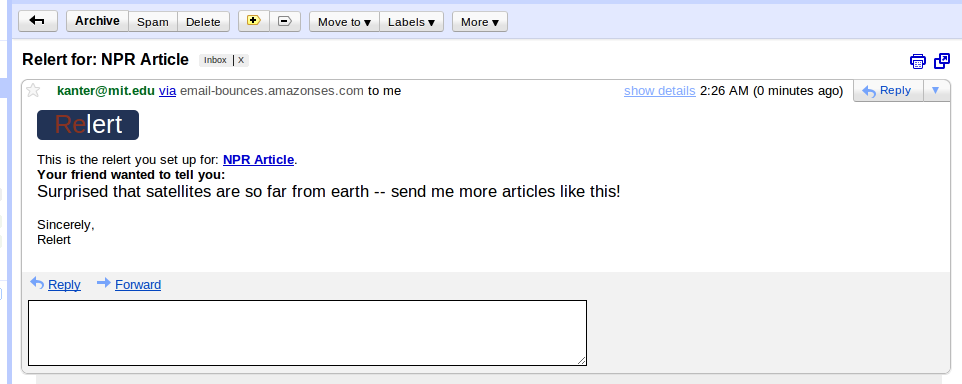 Archive Spam Delete Move to Labels More
Relert for: NPR Article Inbox | X
kanter@mit.edu via email-bounces.amazonses.com to me show details 2:26 AM (0 minutes ago) Reply
Relert
This is the relert you set up for: NPR Article.
Your friend wanted to tell you:
Surprised that satellites are so far from earth -- send me more articles like this!
Sincerely,
Relert
Reply Forward